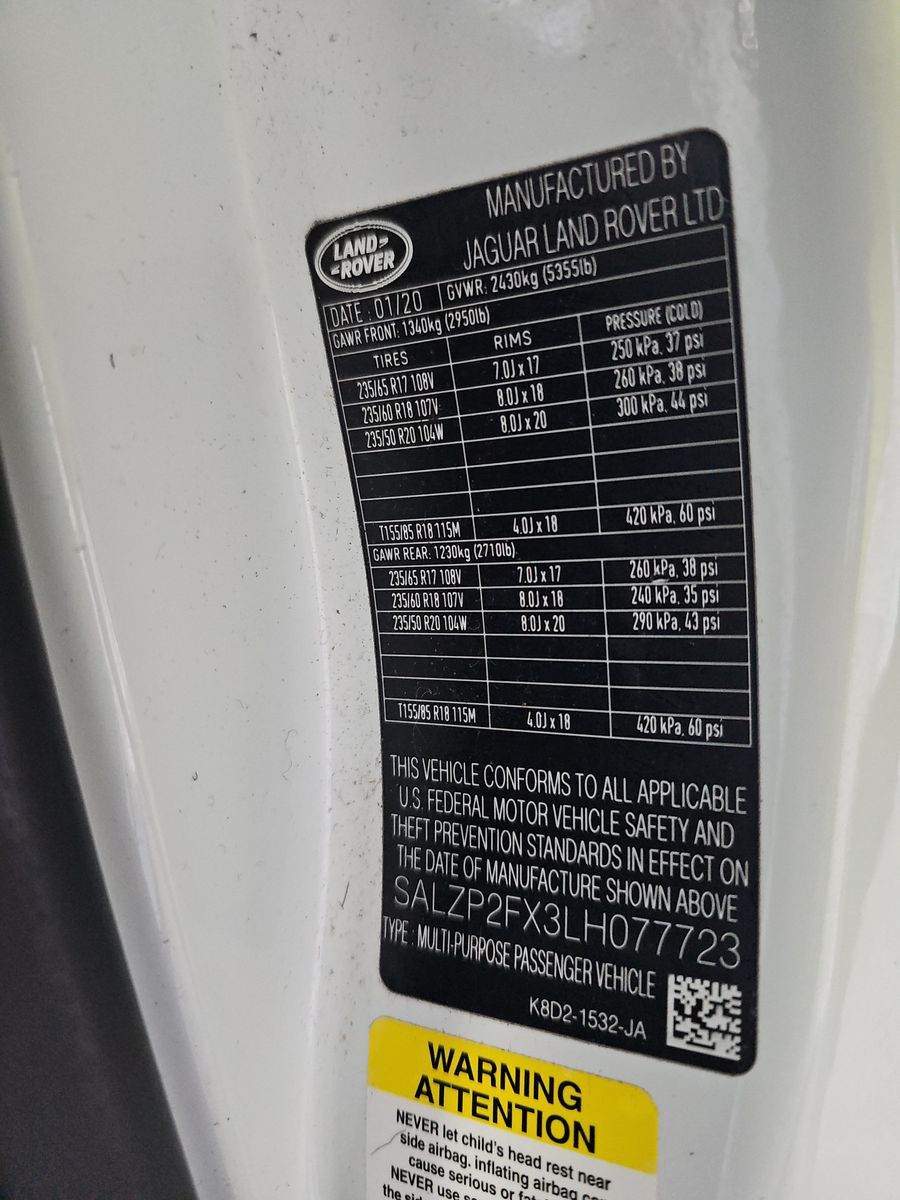 MANUFACTURED BY
LAND-
-ROVER
JAGUAR LAND ROVER LTD
DATE : 01/20 GVWR: 2430kg (5355lb)
GAWR FRONT: 1340kg (2950lb)
TIRES RIMS PRESSURE (COLD)
235/65 R17 108V 7.0J x 17 250 kPa, 37 psi
235/60 R18 107V 8.0J x 18 260 kPa, 38 psi
235/50 R20 104W 8.0J x 20 300 kPa, 44 psi
T155/85 R18 115M 4.0J x 18 420 kPa, 60 psi
GAWR REAR: 1230kg (2710lb)
235/65 R17 108V 7.0J x 17 260 kPa, 38 psi
235/60 R18 107V 8.0J x 18 240 kPa, 35 psi
235/50 R20 104W 8.0J x 20 290 kPa, 43 psi
T155/85 R18 115M 4.0J x 18 420 kPa, 60 psi
THIS VEHICLE CONFORMS TO ALL APPLICABLE
U.S. FEDERAL MOTOR VEHICLE SAFETY AND
THEFT PREVENTION STANDARDS IN EFFECT ON
THE DATE OF MANUFACTURE SHOWN ABOVE
SALZP2FX3LH077723
TYPE : MULTI-PURPOSE PASSENGER VEHICLE
K8D2-1532-JA
WARNING
ATTENTION
NEVER let child's head rest near
side airbag, inflating airbag
cause serious or
NEVER use
the